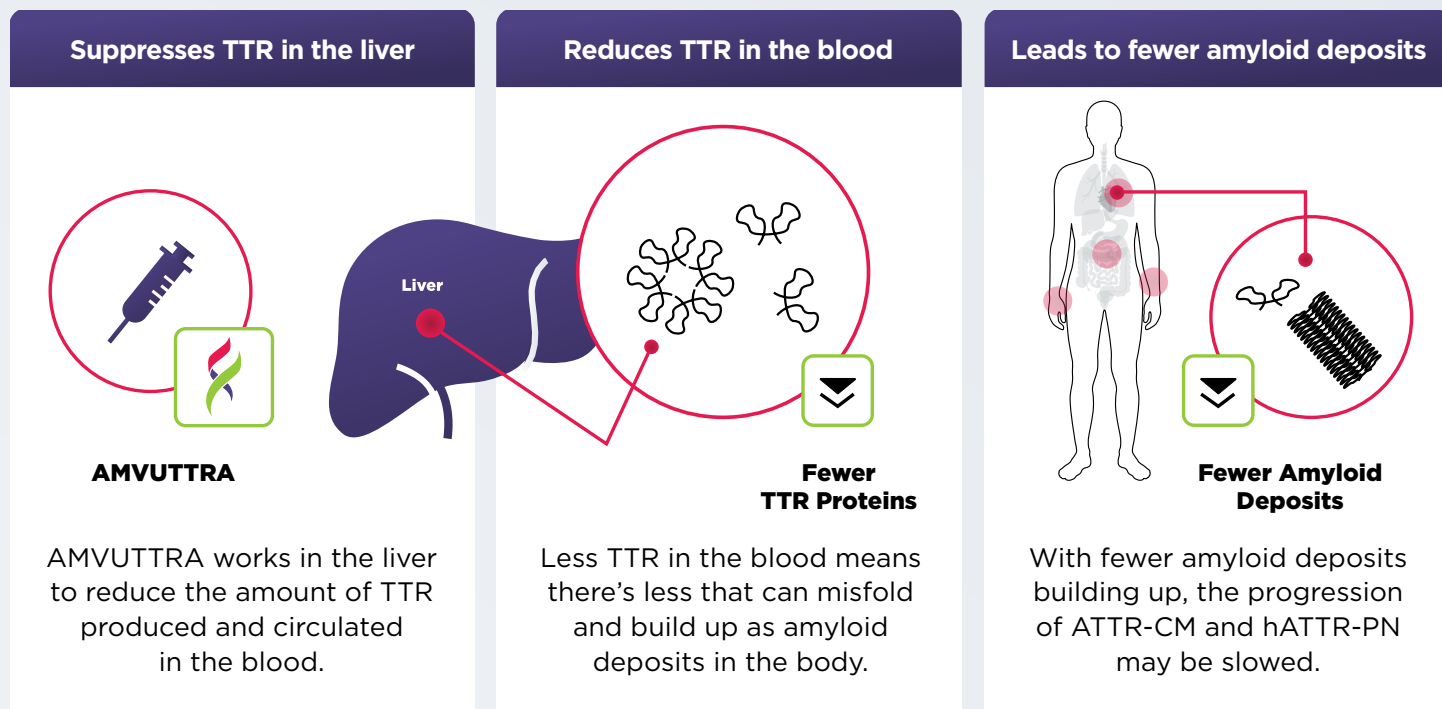 Suppresses TTR in the liver
AMVUTTRA
AMVUTTRA works in the liver
to reduce the amount of TTR
produced and circulated
in the blood.
Liver
Reduces TTR in the blood
Fewer
TTR Proteins
Less TTR in the blood means
there’s less that can misfold
and build up as amyloid
deposits in the body.
Leads to fewer amyloid deposits
Fewer Amyloid
Deposits
With fewer amyloid deposits
building up, the progression
of ATTR-CM and hATTR-PN
may be slowed.